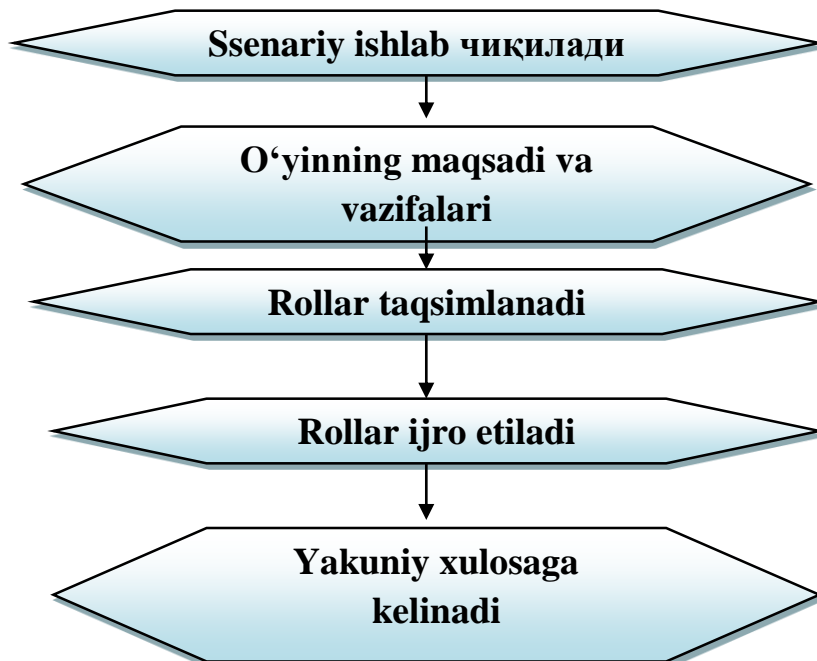 Ssenariy ishlab чиқилади
O‘yinning maqsadi va
vazifalari
Rollar taqsimlanadi
Rollar ijro etiladi
Yakuniy xulosaga
kelinadi